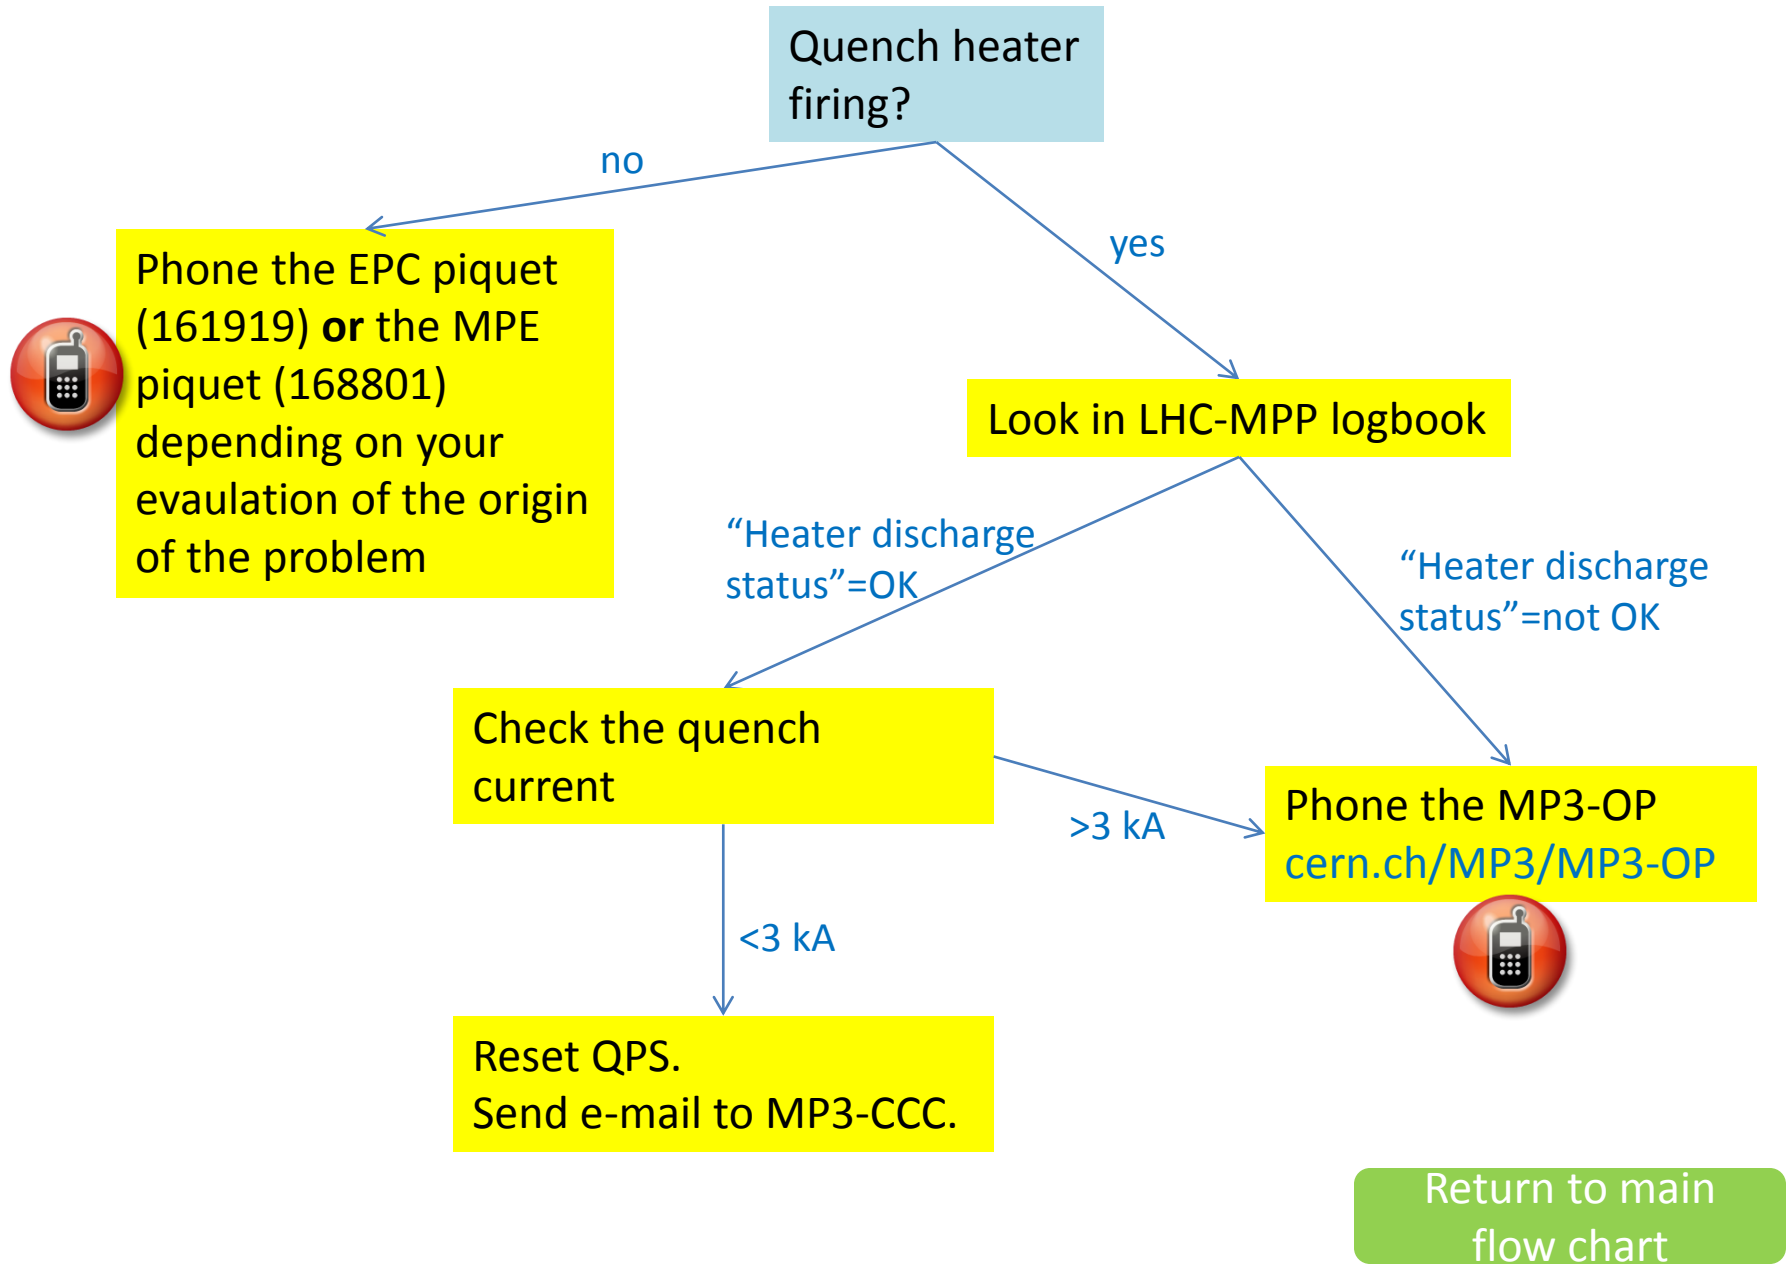 Quench heater
firing?
no
yes
Phone the EPC piquet
(161919) or the MPE
piquet (168801)
depending on your
evaulation of the origin
of the problem
Look in LHC-MPP logbook
“Heater discharge
status”=OK
“Heater discharge
status”=not OK
Check the quench
current
>3 kA
Phone the MP3-OP
cern.ch/MP3/MP3-OP
<3 kA
Reset QPS.
Send e-mail to MP3-CCC.
Return to main
flow chart